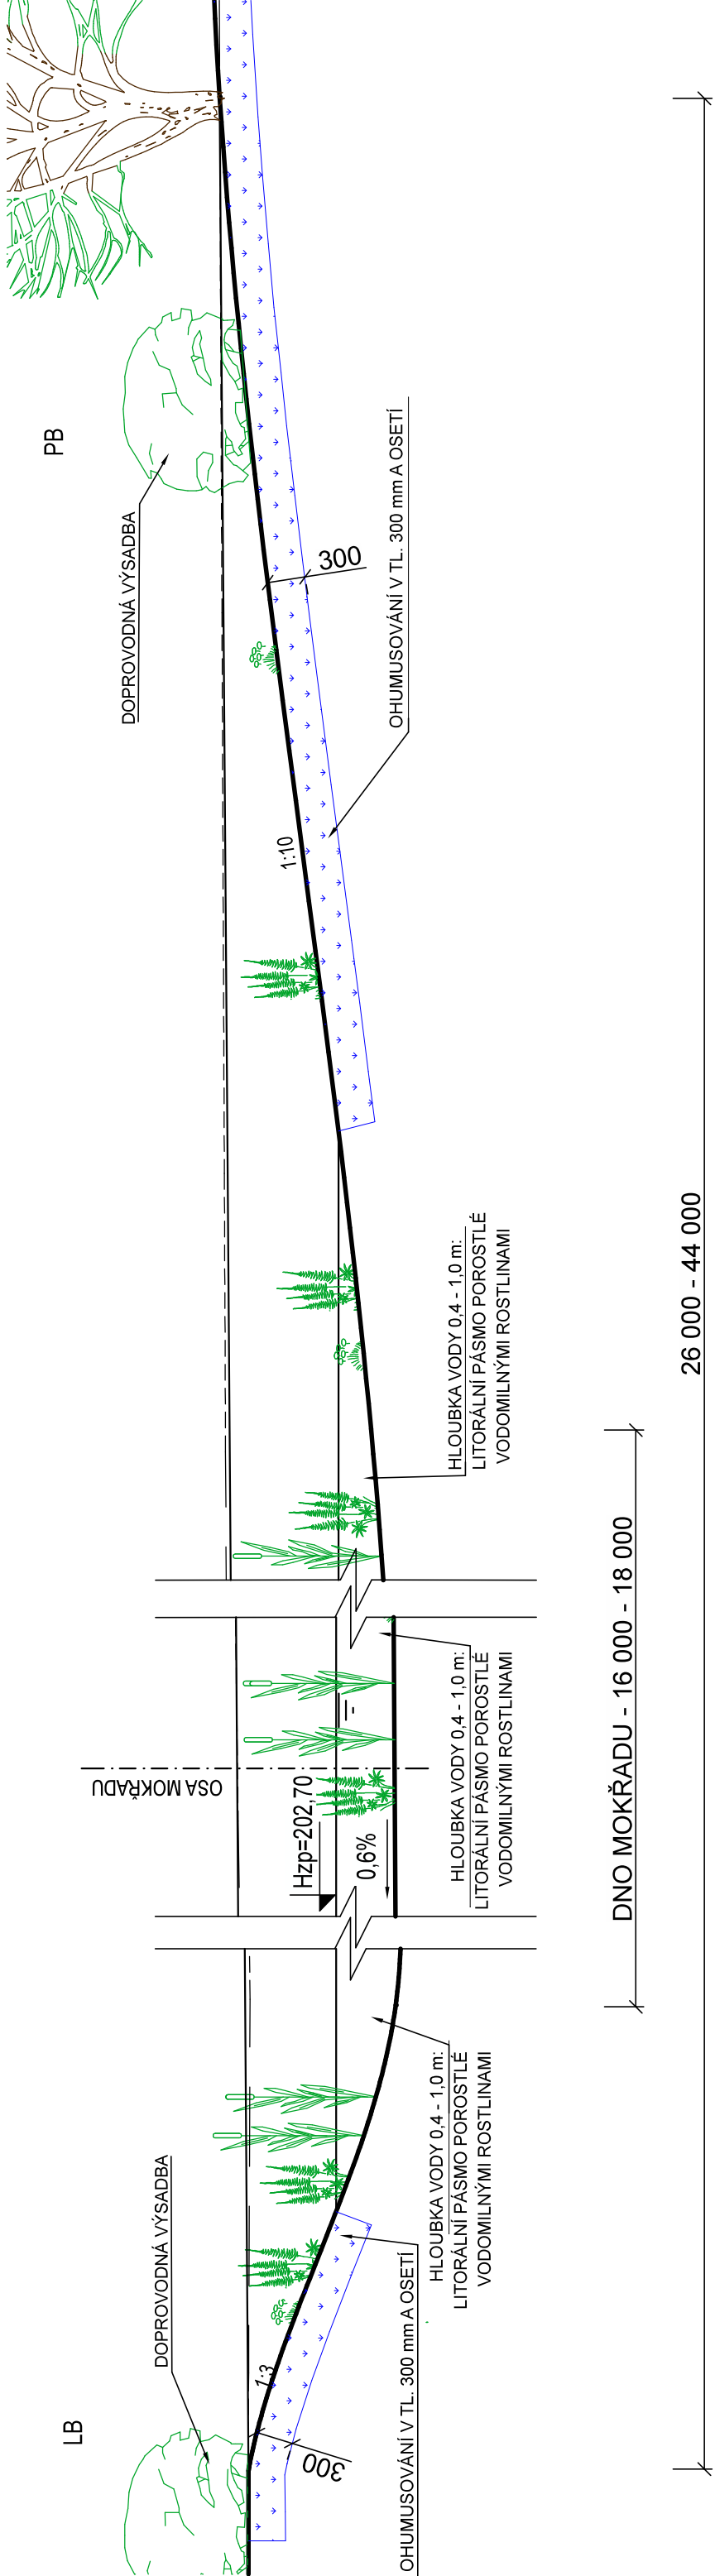 LB
PB
DOPROVODNÁ VÝSADBA
DOPROVODNÁ VÝSADBA
OSA MOKŘADU
1:3
300
Hzp=202,70
0,6%
1:10
300
OHUMUSOVÁNÍ V TL. 300 mm A OSETÍ
HLOUBKA VODY 0,4 - 1,0 m:
LITORÁLNÍ PÁSMO POROSTLÉ
VODOMILNÝMI ROSTLINAMI
HLOUBKA VODY 0,4 - 1,0 m:
LITORÁLNÍ PÁSMO POROSTLÉ
VODOMILNÝMI ROSTLINAMI
HLOUBKA VODY 0,4 - 1,0 m:
LITORÁLNÍ PÁSMO POROSTLÉ
VODOMILNÝMI ROSTLINAMI
OHUMUSOVÁNÍ V TL. 300 mm A OSETÍ
DNO MOKŘADU - 16 000 - 18 000
26 000 - 44 000